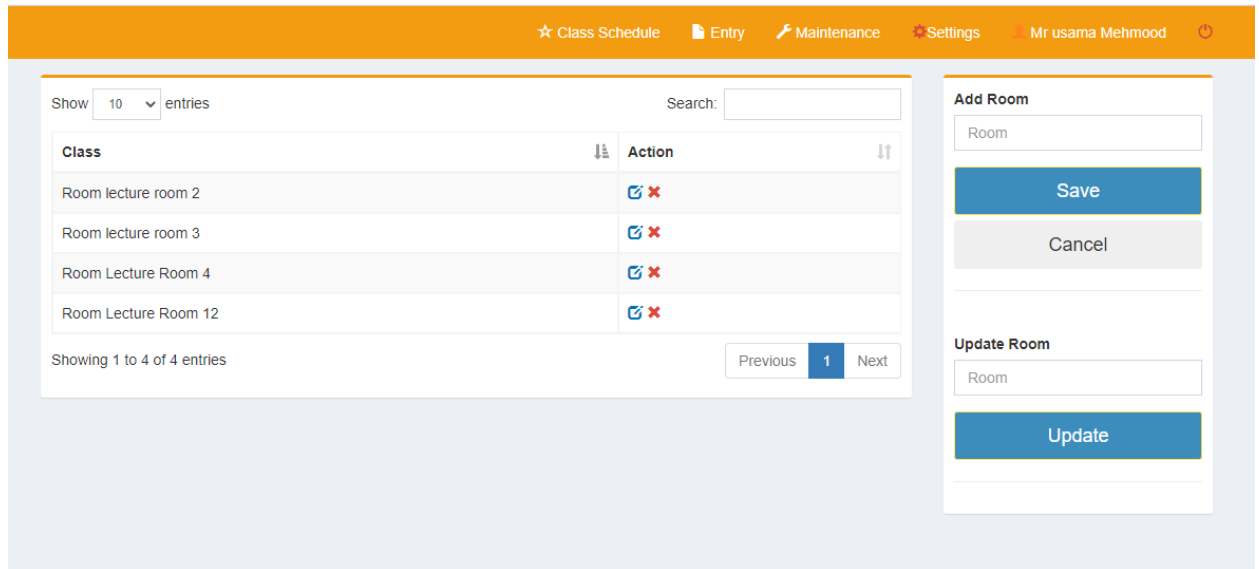 Class Schedule Entry Maintenance Settings Mr usama Mehmood
Show 10 entries Search:
Class Action
Room lecture room 2
Room lecture room 3
Room Lecture Room 4
Room Lecture Room 12
Showing 1 to 4 of 4 entries Previous 1 Next
Add Room
Room
Save
Cancel
Update Room
Room
Update